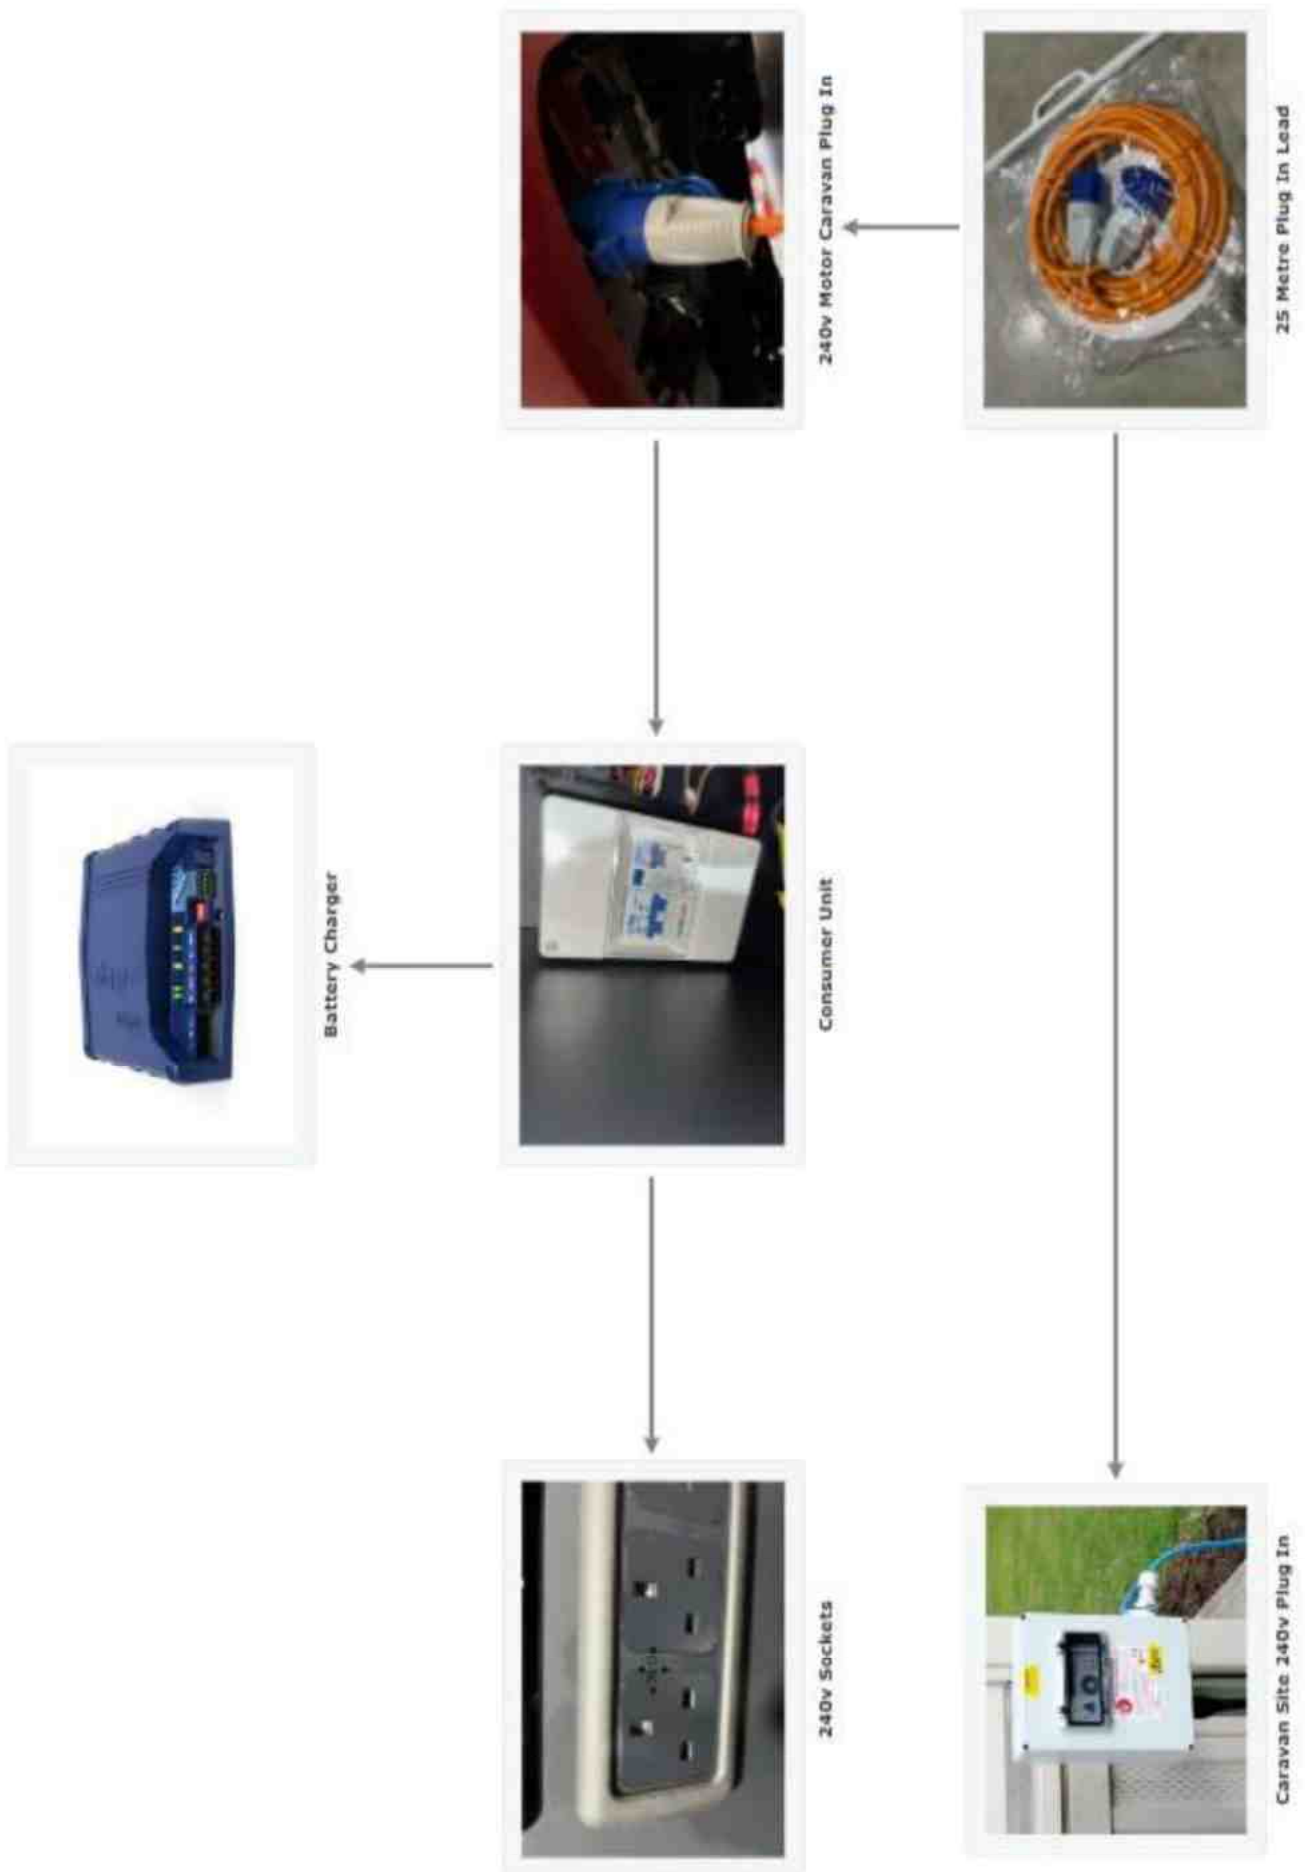 240v Motor Caravan Plug In
25 Metre Plug In Lead
Battery Charger
Consumer Unit
240v Sockets
Caravan Site 240v Plug In